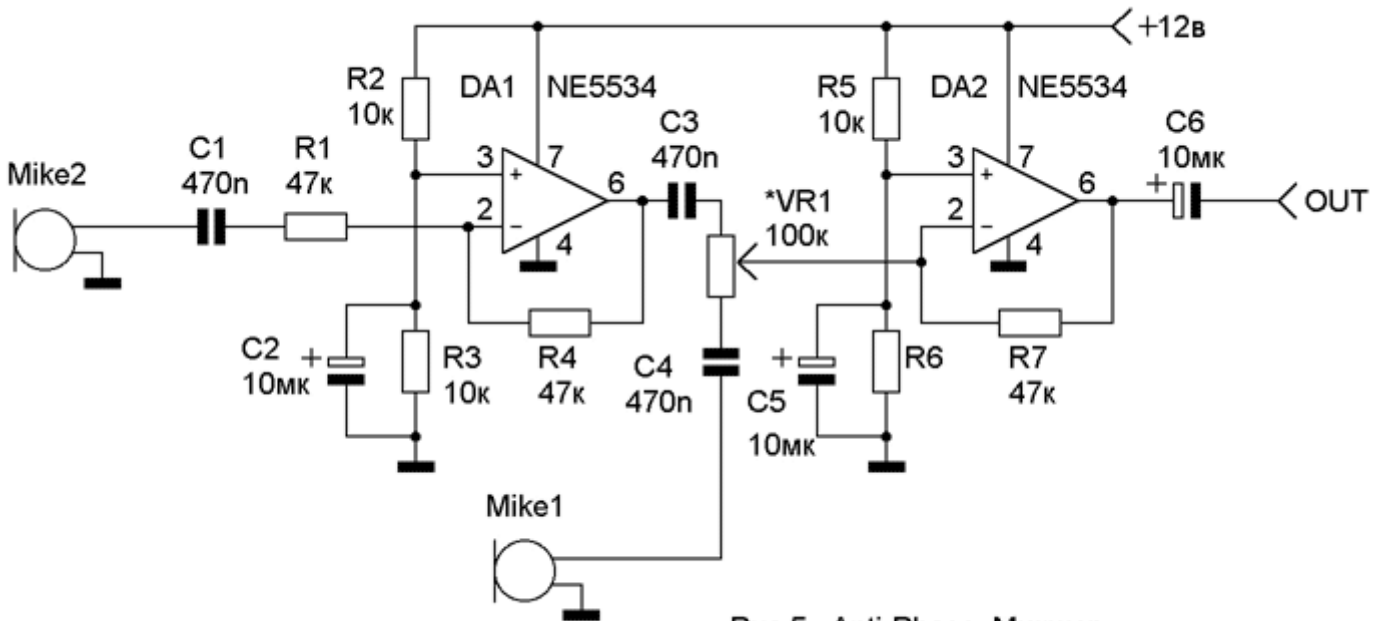 +12в
R2
10к
DA1 NE5534
R5
10к
DA2 NE5534
C3
470n
C6
10мк
C1
470n
R1
47к
Mike2
3
7
2
6
4
+
−
*VR1
100к
3
7
2
6
4
+
−
+
OUT
C2
10мк
+
R3
10к
R4
47к
C4
470n
C5
10мк
+
R6
R7
47к
Mike1